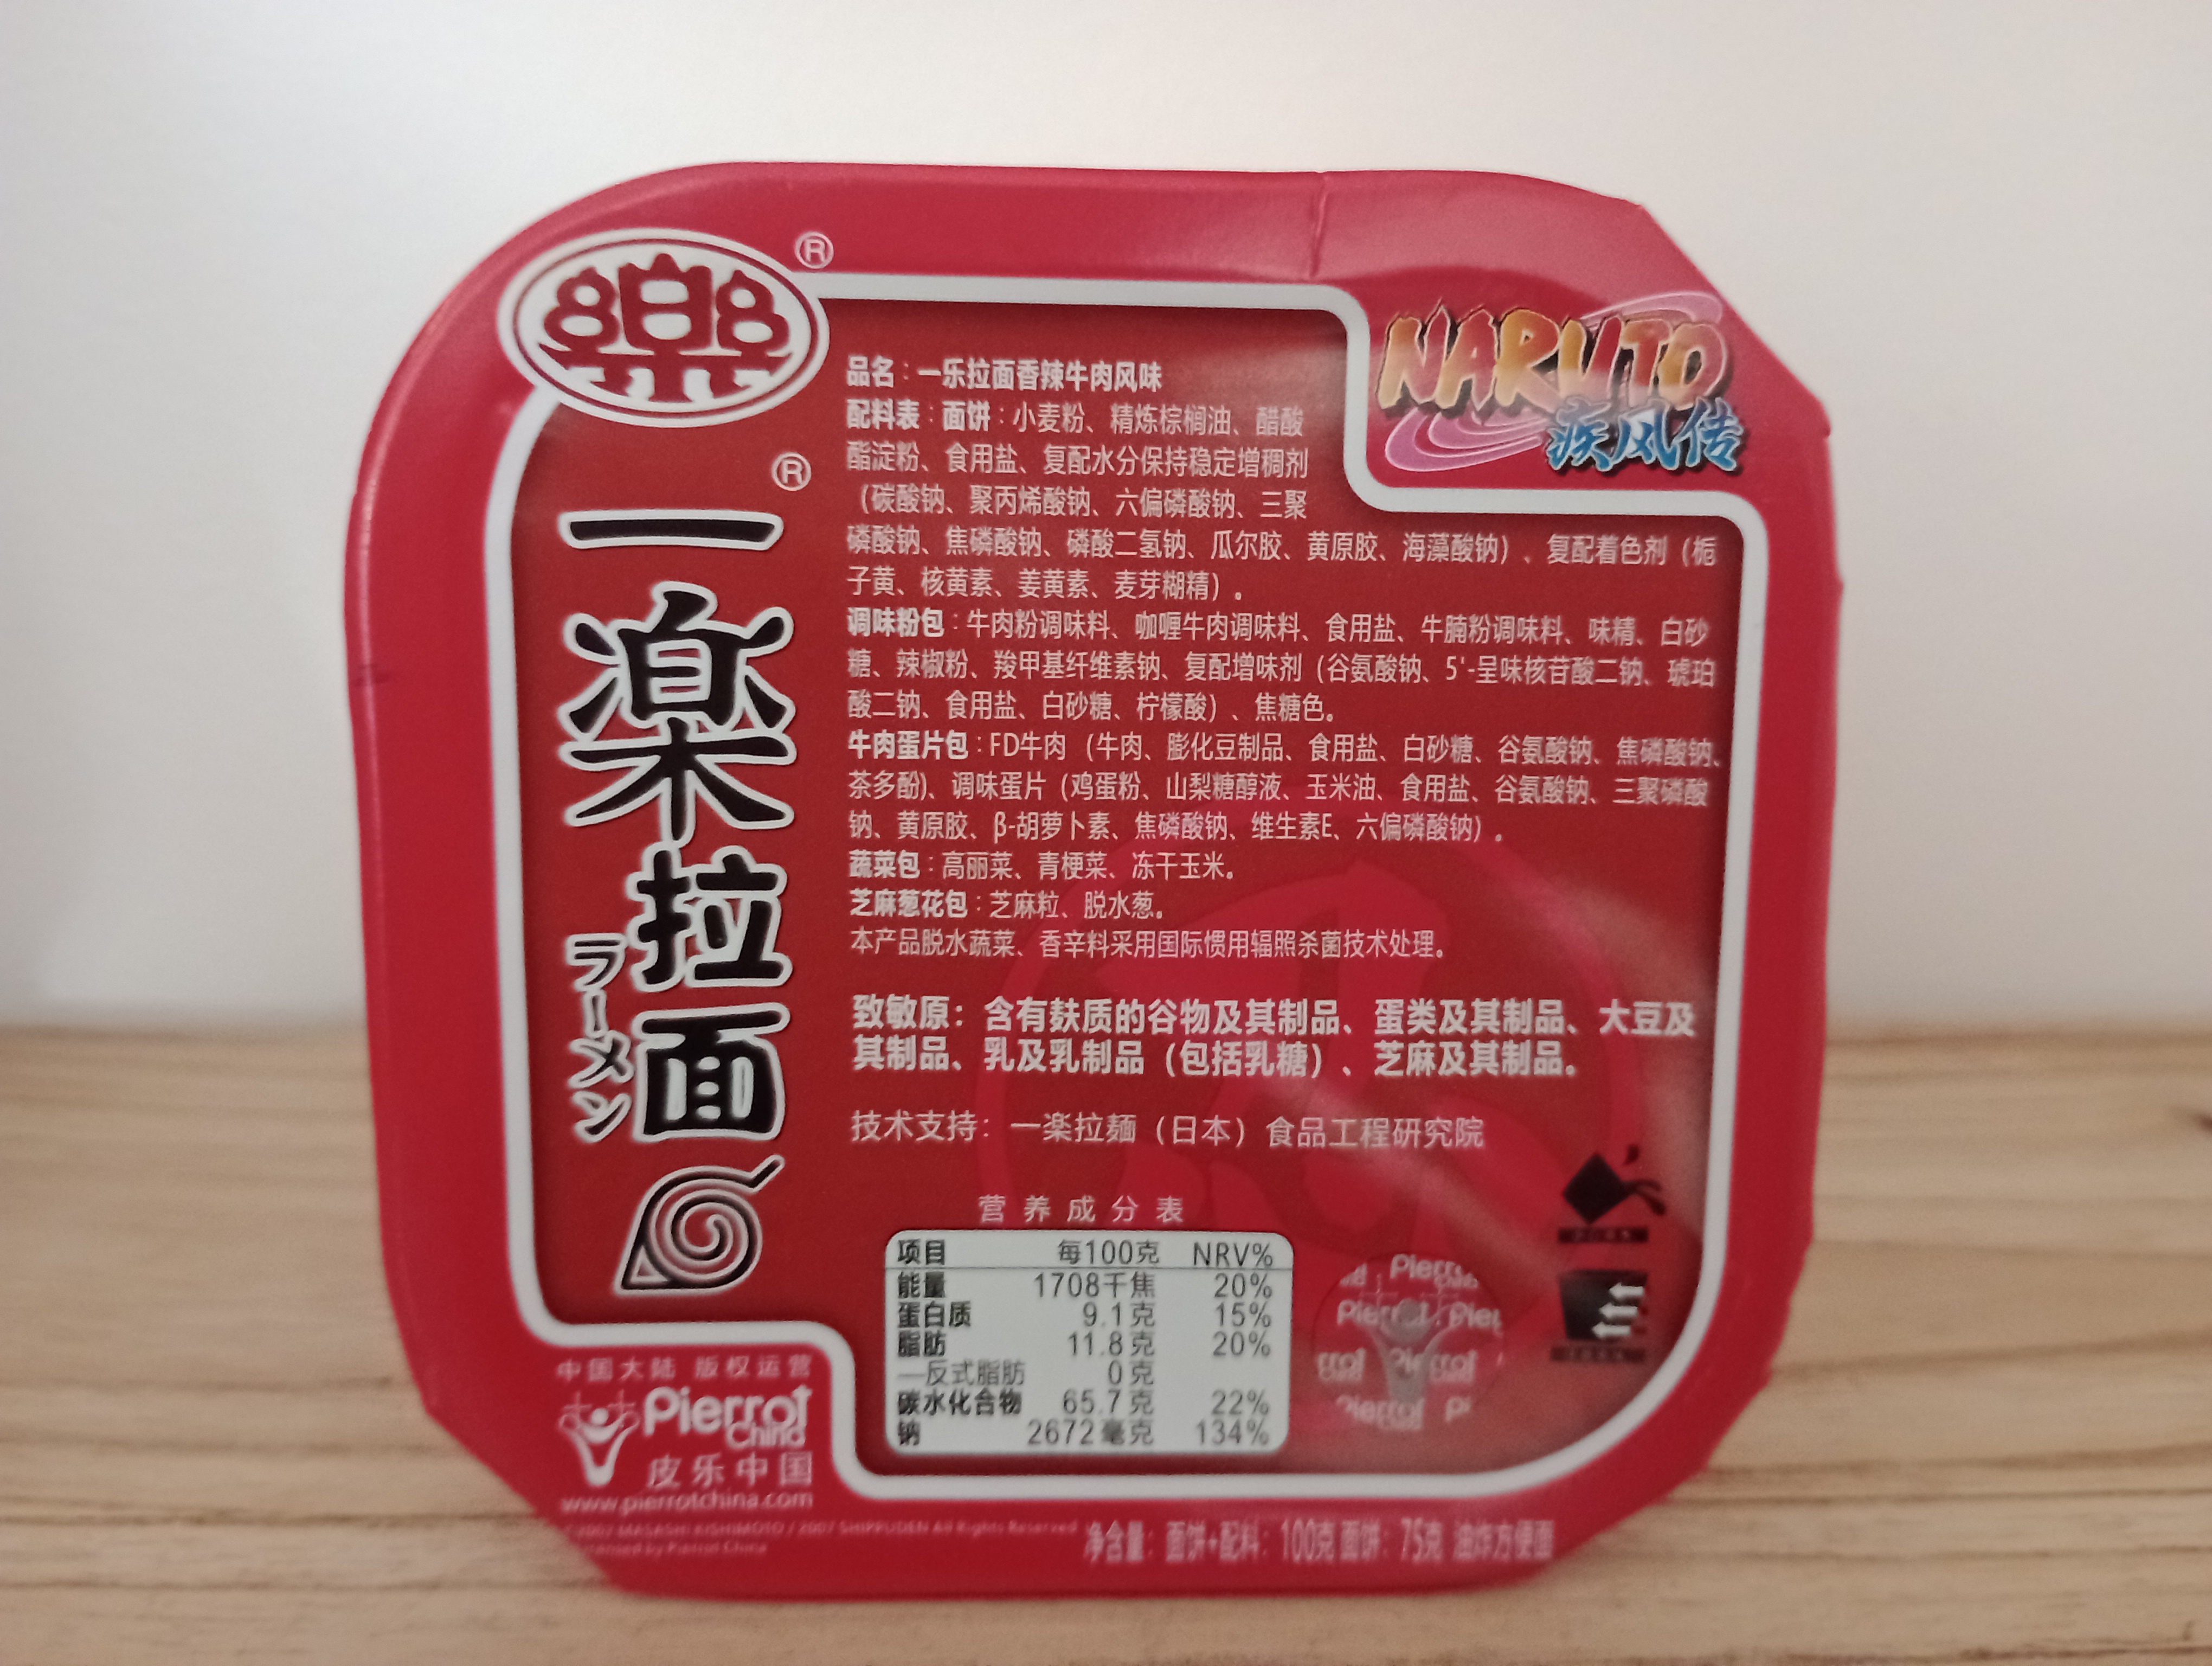 樂
®
®
一
楽
拉
面
ラーメン
NARUTO
疾风传
品名：一乐拉面香辣牛肉风味
配料表：面饼：小麦粉、精炼棕榈油、醋酸
酯淀粉、食用盐、复配水分保持稳定增稠剂
（碳酸钠、聚丙烯酸钠、六偏磷酸钠、三聚
磷酸钠、焦磷酸钠、磷酸二氢钠、瓜尔胶、黄原胶、海藻酸钠）、复配着色剂（栀
子黄、核黄素、姜黄素、麦芽糊精）。
调味粉包：牛肉粉调味料、咖喱牛肉调味料、食用盐、牛腩粉调味料、味精、白砂
糖、辣椒粉、羧甲基纤维素钠、复配增味剂（谷氨酸钠、5'-呈味核苷酸二钠、琥珀
酸二钠、食用盐、白砂糖、柠檬酸）、焦糖色。
牛肉蛋片包：FD牛肉（牛肉、膨化豆制品、食用盐、白砂糖、谷氨酸钠、焦磷酸钠、
茶多酚)、调味蛋片（鸡蛋粉、山梨糖醇液、玉米油、食用盐、谷氨酸钠、三聚磷酸
钠、黄原胶、β-胡萝卜素、焦磷酸钠、维生素E、六偏磷酸钠）。
蔬菜包：高丽菜、青梗菜、冻干玉米。
芝麻葱花包：芝麻粒、脱水葱。
本产品脱水蔬菜、香辛料采用国际惯用辐照杀菌技术处理。
致敏原：含有麸质的谷物及其制品、蛋类及其制品、大豆及
其制品、乳及乳制品（包括乳糖）、芝麻及其制品。
技术支持：一楽拉麺（日本）食品工程研究院
营养成分表
项目 每100克 NRV%
能量 1708千焦 20%
蛋白质 9.1克 15%
脂肪 11.8克 20%
—反式脂肪 0克
碳水化合物 65.7克 22%
钠 2672毫克 134%
Pierrot
中国大陆 版权运营
Pierrot
China
皮乐中国
www.pierrotchina.com
2007 MASASHI KISHIMOTO / 2007 SHIPPUDEN All Rights Reserved
by Pierrot China
净含量：面饼+配料：100克 面饼：75克 油炸方便面